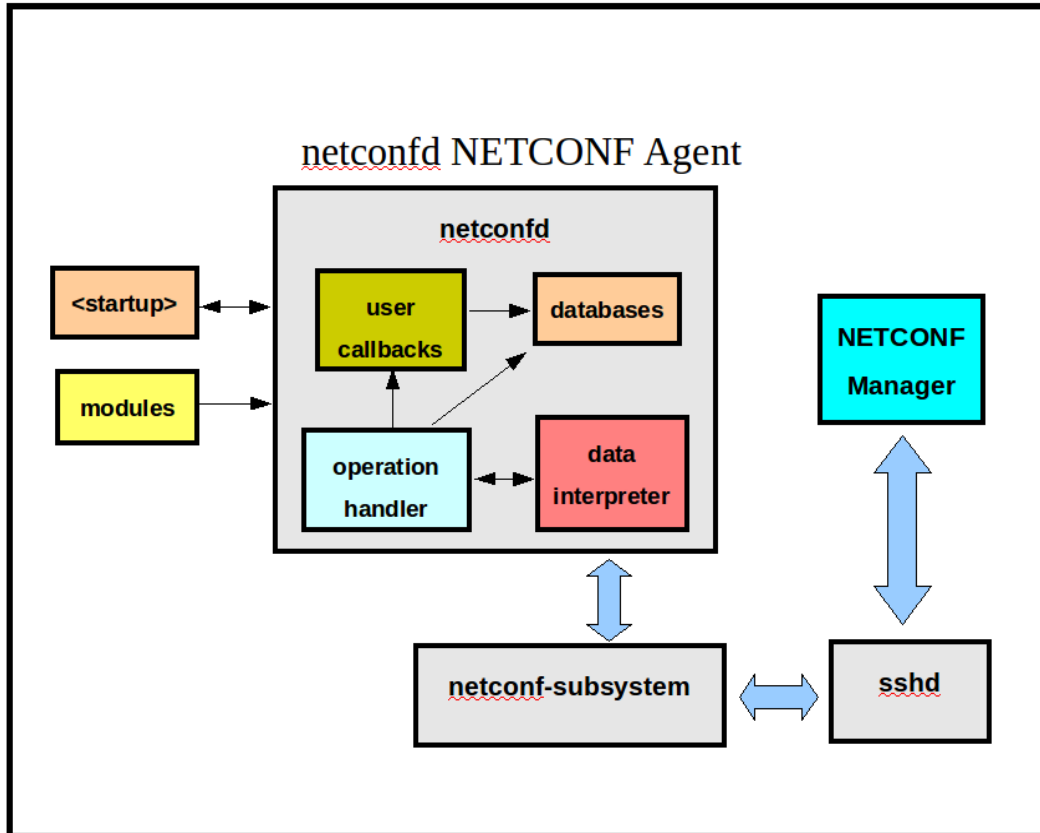 netconfd NETCONF Agent
netconfd
<startup>
user
callbacks
databases
NETCONF
Manager
modules
operation
handler
data
interpreter
netconf-subsystem
sshd